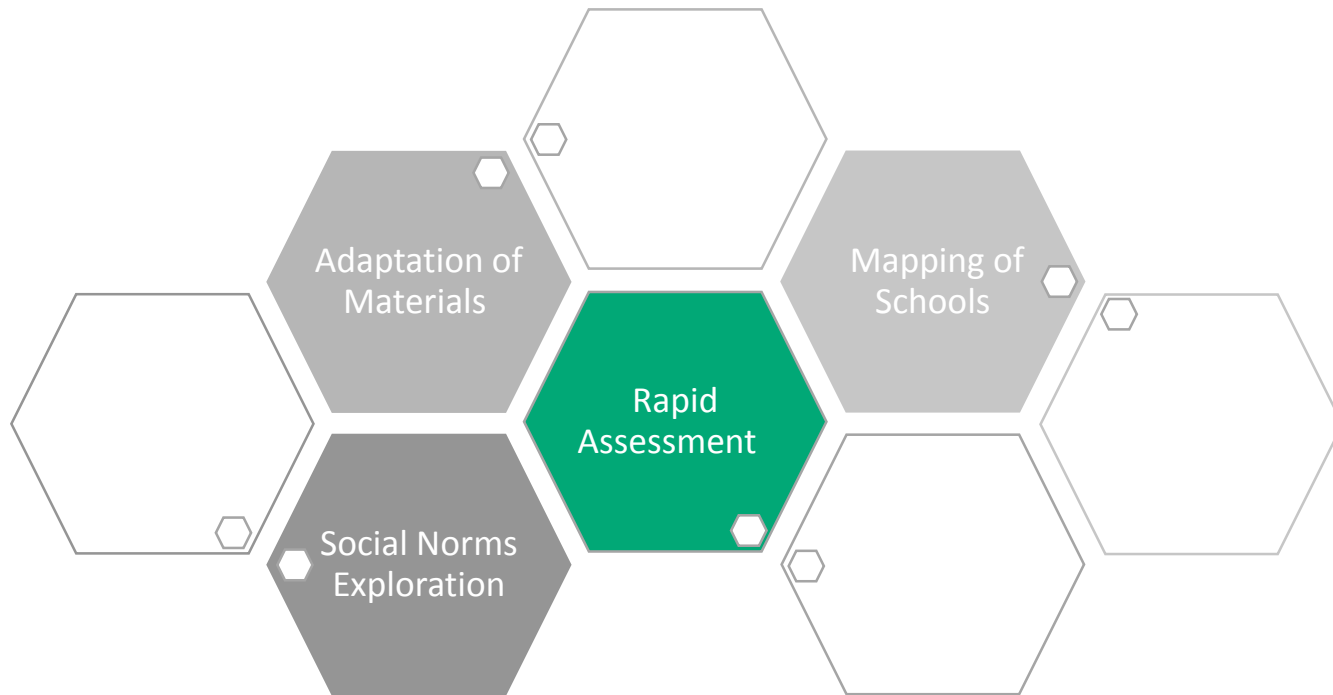 Adaptation of
Materials
Mapping of
Schools
Rapid
Assessment
Social Norms
Exploration